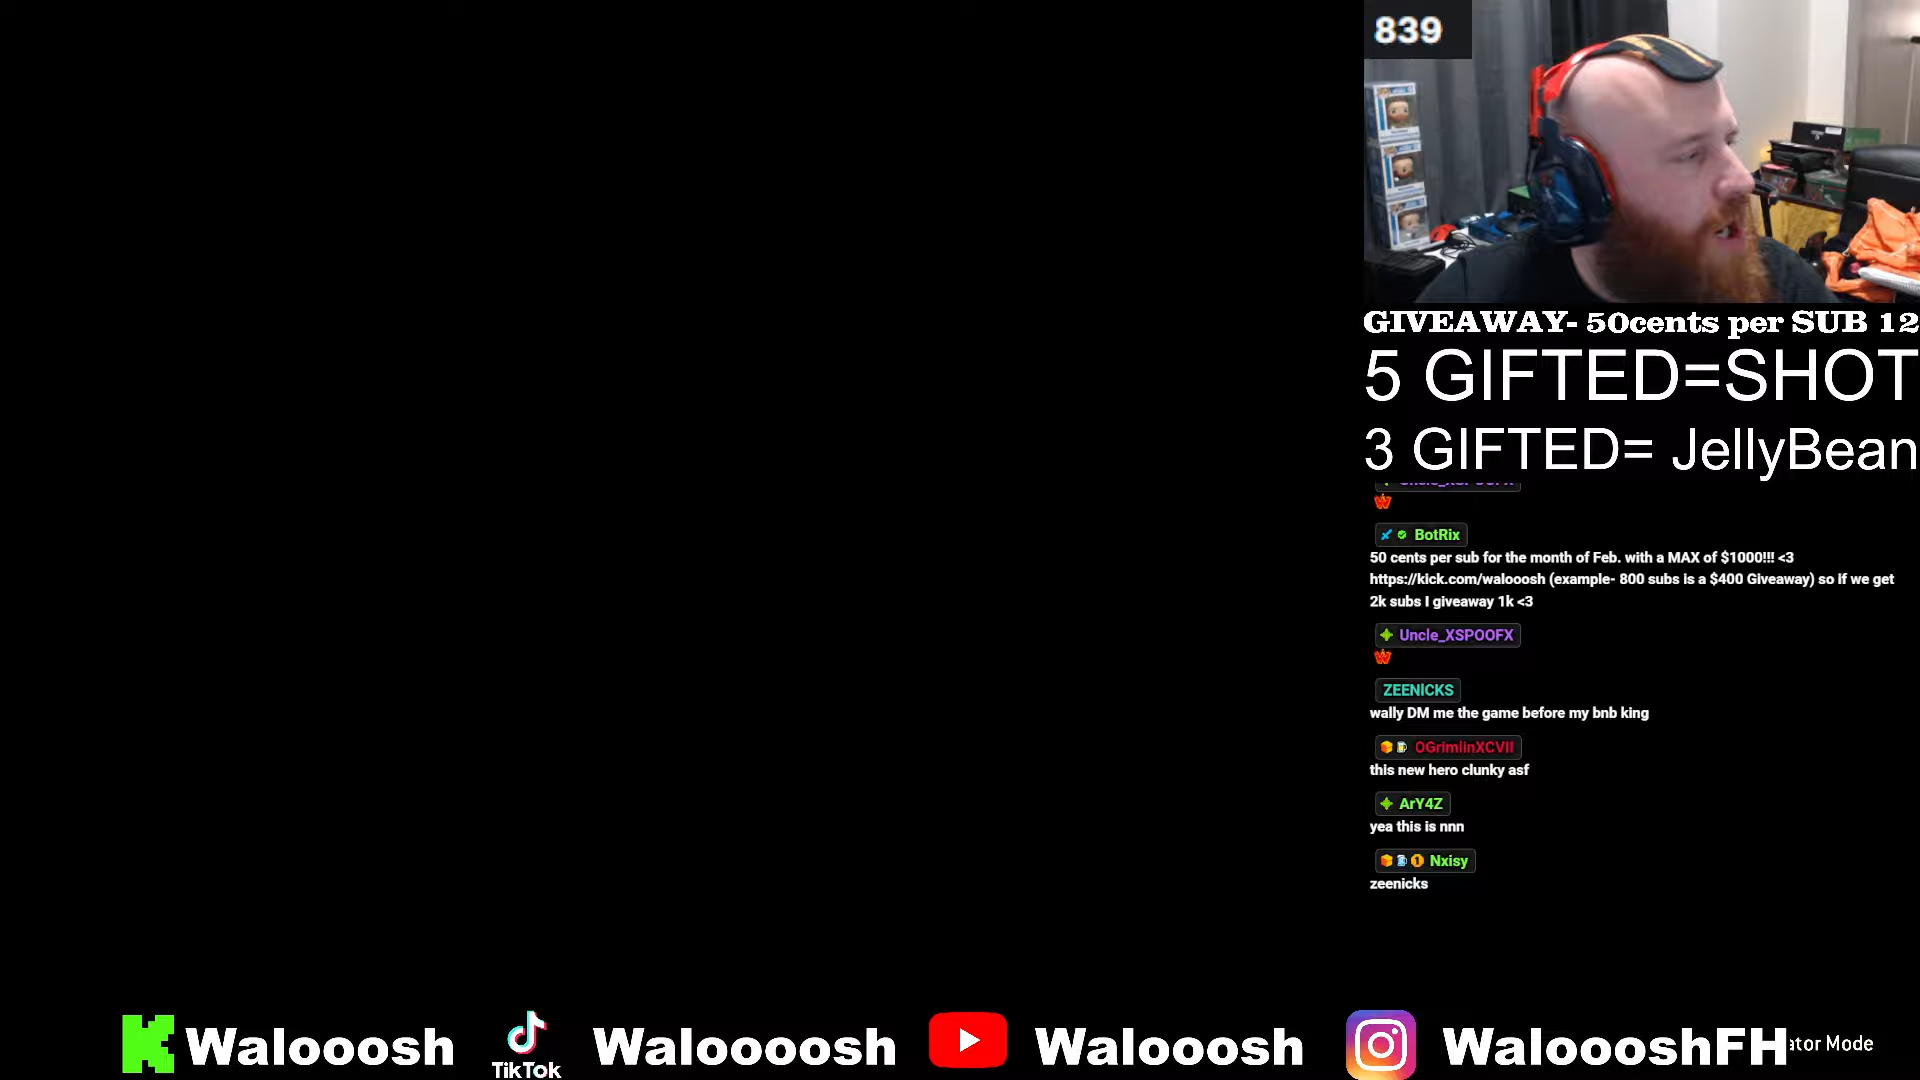 839
GIVEAWAY- 50cents per SUB 12
5 GIFTED=SHOT
3 GIFTED= JellyBean
BotRix
50 cents per sub for the month of Feb. with a MAX of $1000!!! <3
https://kick.com/walooosh (example- 800 subs is a $400 Giveaway) so if we get
2k subs I giveaway 1k <3
Uncle_XSPOOFX
ZEENICKS
wally DM me the game before my bnb king
OGrimlinXCVII
this new hero clunky asf
ArY4Z
yea this is nnn
Nxisy
zeenicks
Walooosh
TikTok
Waloooosh
Walooosh
WaloooshFH
ator Mode